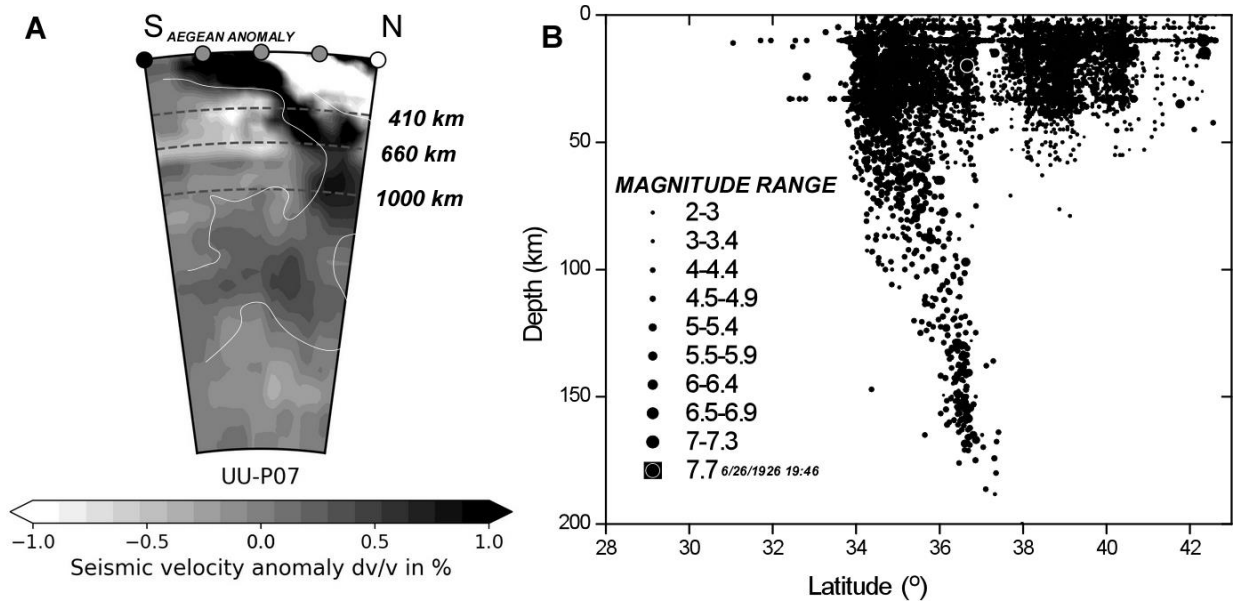 A
S
AEGEAN ANOMALY
N
410 km
660 km
1000 km
UU-P07
−1.0 −0.5 0.0 0.5 1.0
Seismic velocity anomaly dv/v in %
B
0
50
100
150
200
Depth (km)
MAGNITUDE RANGE
2-3
3-3.4
4-4.4
4.5-4.9
5-5.4
5.5-5.9
6-6.4
6.5-6.9
7-7.3
7.7 6/26/1926 19:46
28 30 32 34 36 38 40 42
Latitude (º)